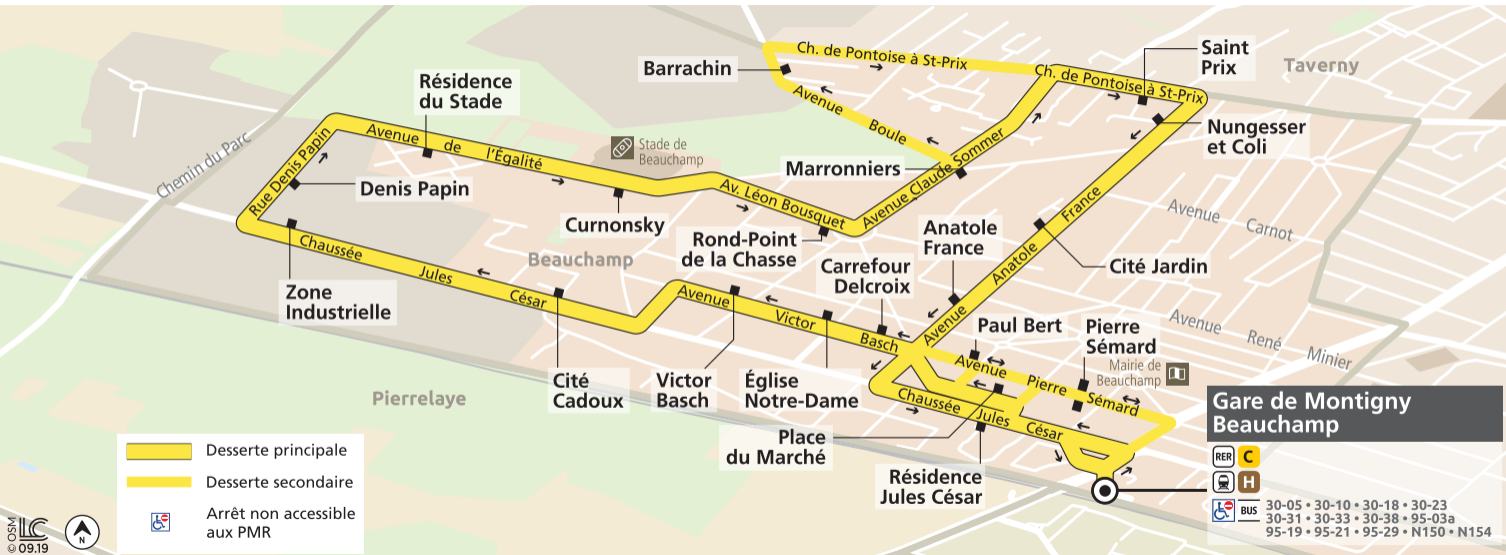 Barrachin
Ch. de Pontoise à St-Prix
Ch. de Pontoise à St-Prix
Saint
Prix
Taverny
Résidence
du Stade
Avenue Boule
Nungesser
et Coli
Chemin du Parc
Rue Denis Papin
Avenue de l'Égalité
Stade de
Beauchamp
Marronniers
Avenue Claude Sommer
Denis Papin
Curnonsky
Av. Léon Bousquet
Rond-Point
de la Chasse
Anatole
France
Avenue Anatole France
Avenue Carnot
Cité Jardin
Chaussée Jules César
Beauchamp
Carrefour
Delcroix
Zone
Industrielle
Avenue Victor Basch
Paul Bert
Pierre
Sémard
Avenue René Minier
Mairie de
Beauchamp
Avenue Pierre Sémard
Cité
Cadoux
Victor
Basch
Église
Notre-Dame
Pierrelaye
Chaussée Jules César
Place
du Marché
Résidence
Jules César
Gare de Montigny
Beauchamp
RER C
H
BUS 30-05 • 30-10 • 30-18 • 30-23
30-31 • 30-33 • 30-38 • 95-03a
95-19 • 95-21 • 95-29 • N150 • N154
Desserte principale
Desserte secondaire
Arrêt non accessible
aux PMR
© OSM
LC
09.19
N